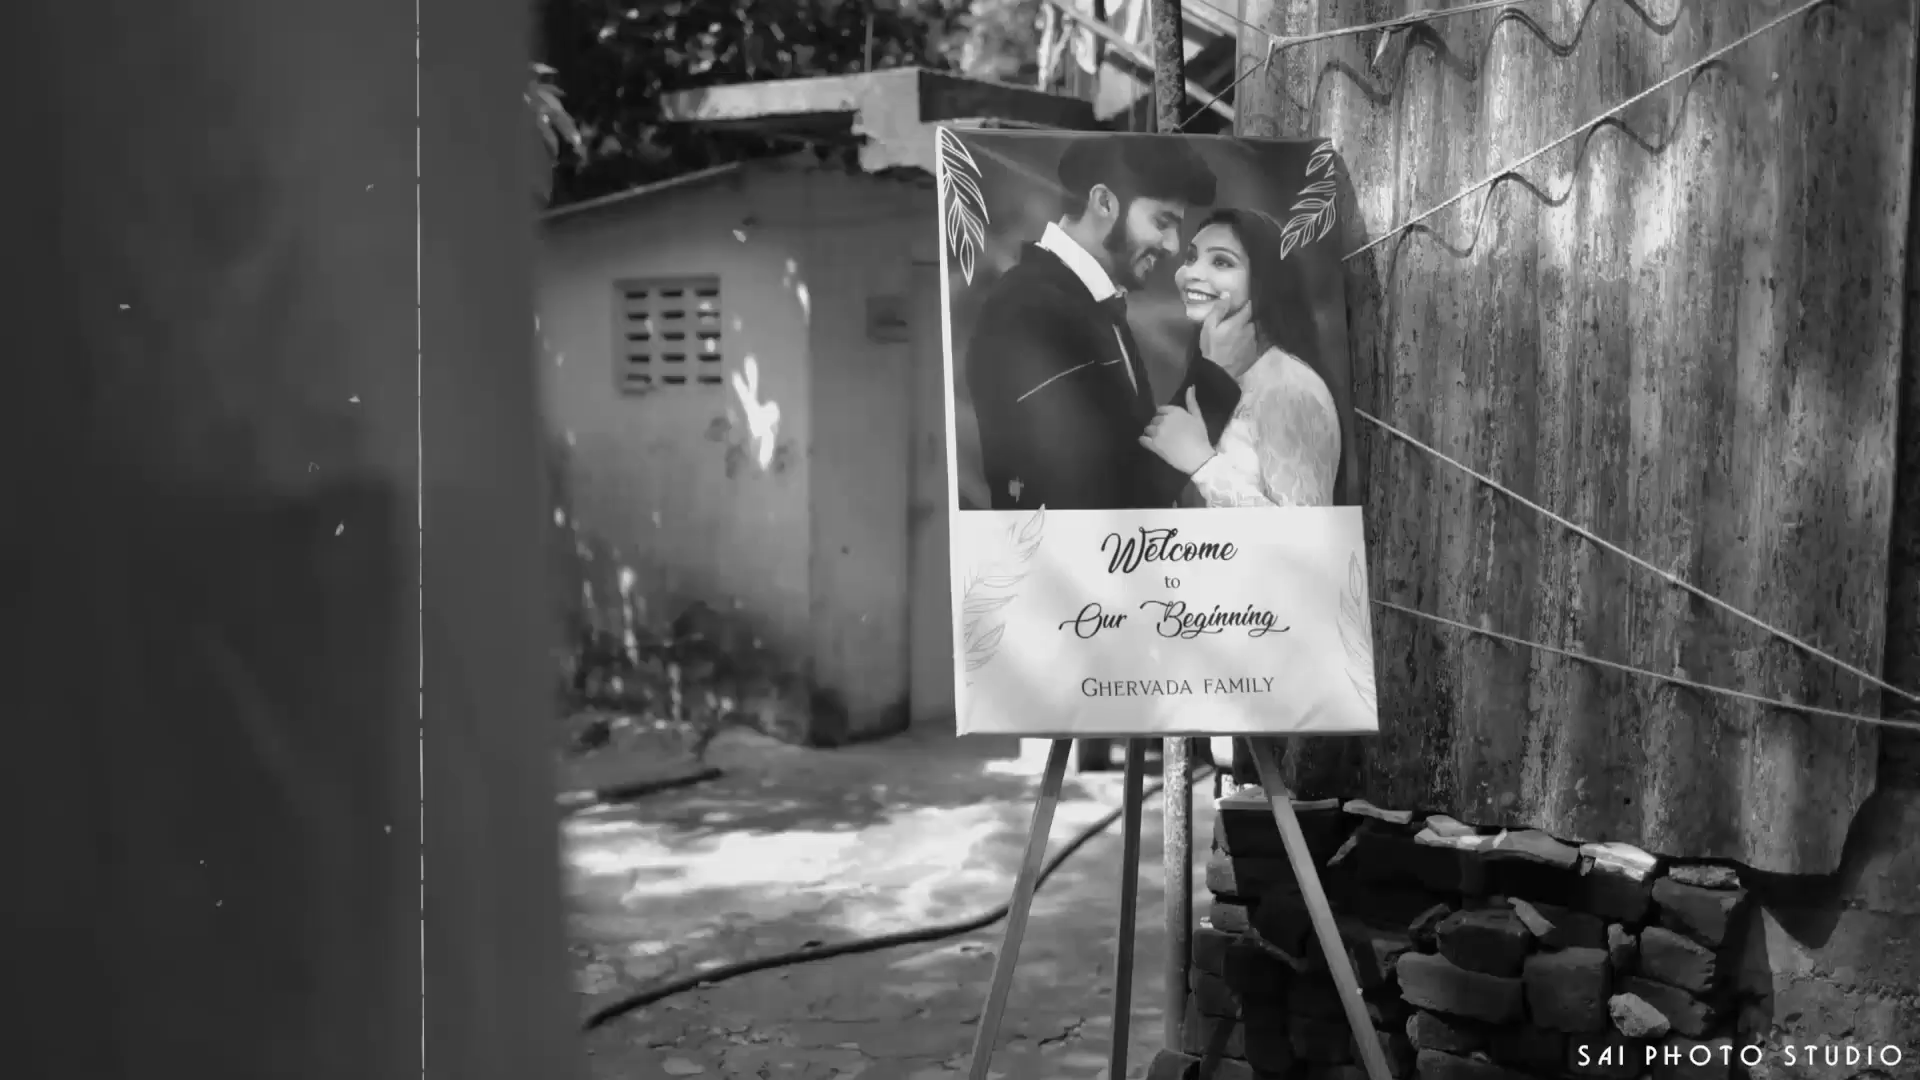 Welcome
to
Our Beginning
GHERVADA FAMILY
SAI PHOTO STUDIO